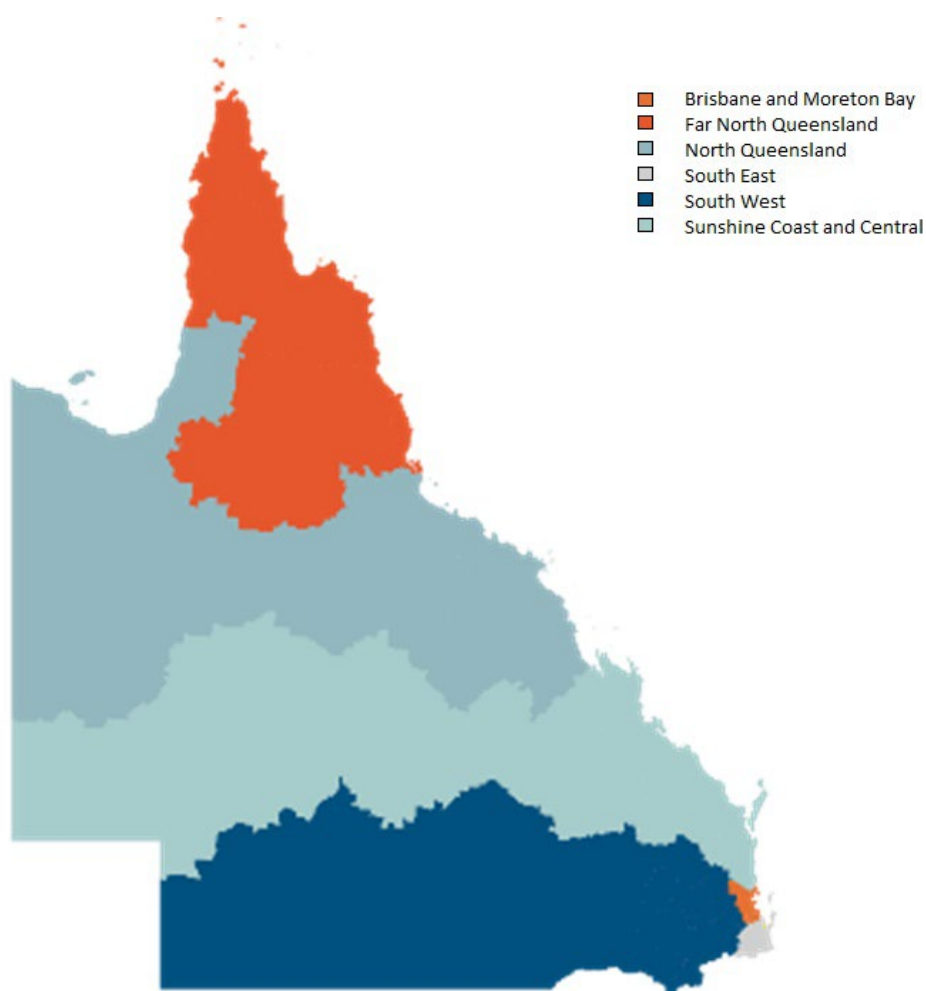 Brisbane and Moreton Bay
Far North Queensland
North Queensland
South East
South West
Sunshine Coast and Central